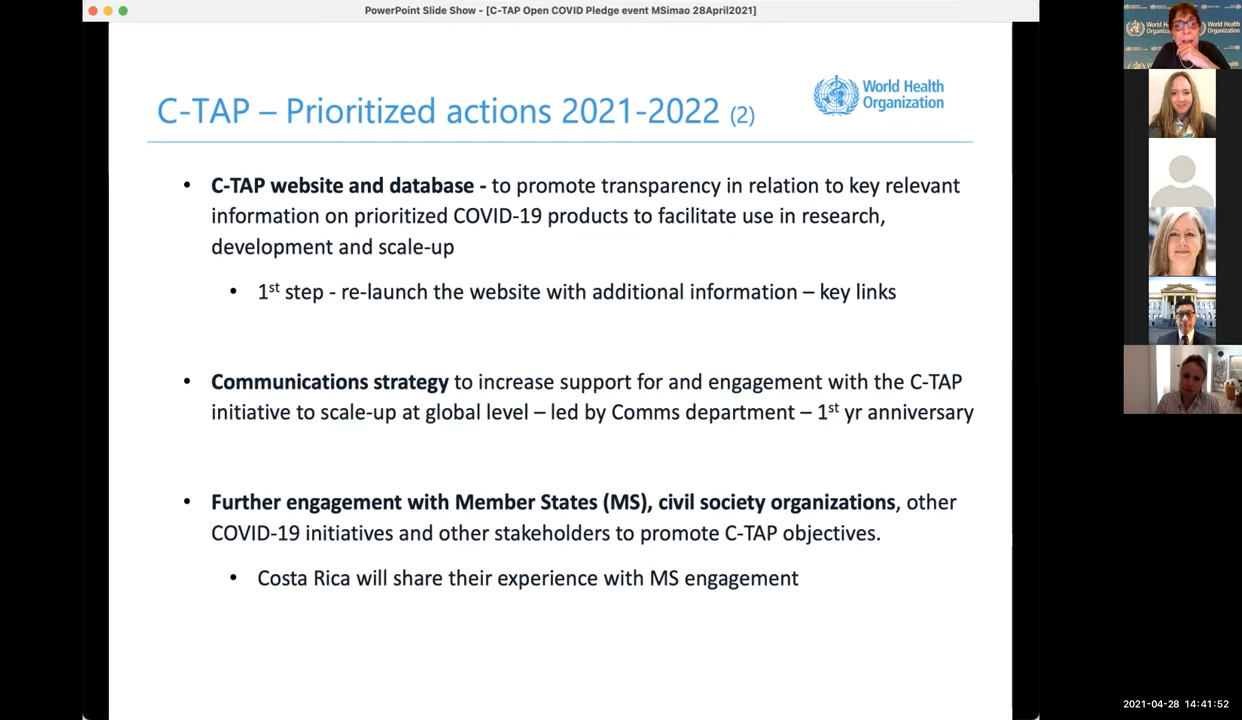 PowerPoint Slide Show - [C-TAP Open COVID Pledge event MSimao 28April2021]
C-TAP – Prioritized actions 2021-2022 (2)
World Health
Organization
• C-TAP website and database - to promote transparency in relation to key relevant
information on prioritized COVID-19 products to facilitate use in research,
development and scale-up
• 1st step - re-launch the website with additional information – key links
• Communications strategy to increase support for and engagement with the C-TAP
initiative to scale-up at global level – led by Comms department – 1st yr anniversary
• Further engagement with Member States (MS), civil society organizations, other
COVID-19 initiatives and other stakeholders to promote C-TAP objectives.
• Costa Rica will share their experience with MS engagement
World Health
Organization
2021-04-28 14:41:52